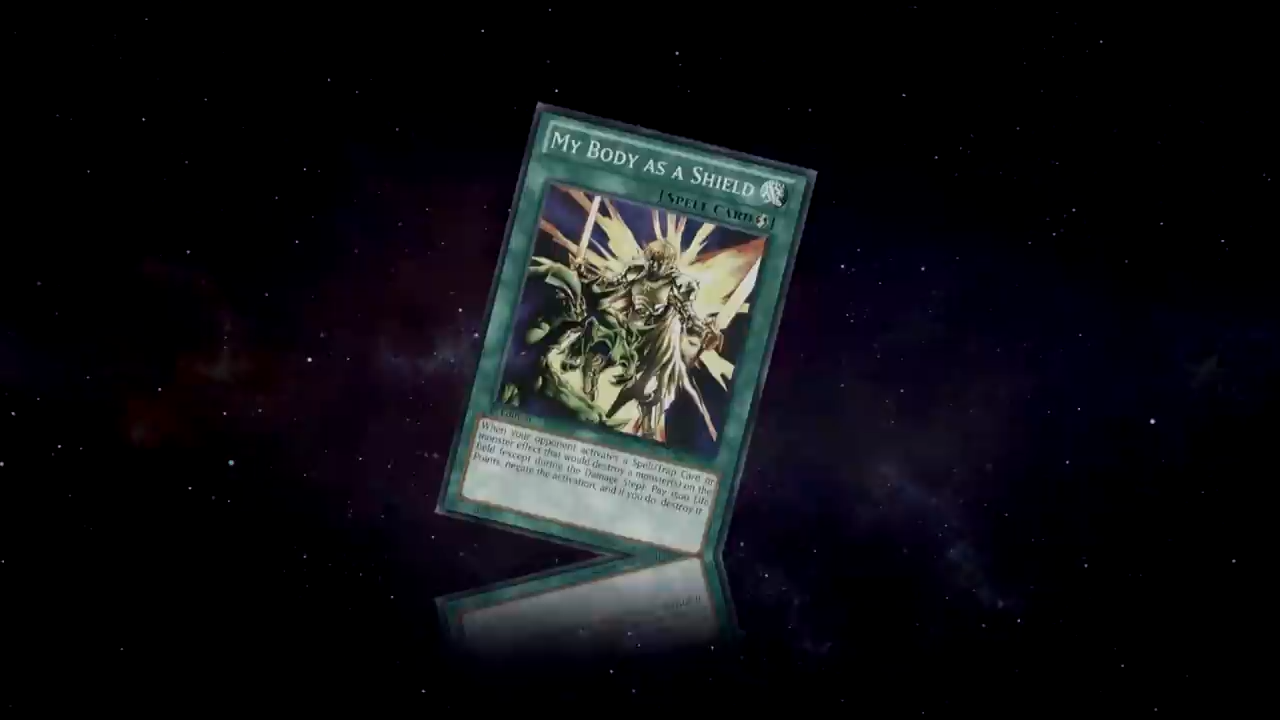 MY BODY AS A SHIELD
[SPELL CARD]
When your opponent activates a Spell/Trap Card or
monster effect that would destroy a monster(s) on the
field (except during the Damage Step): Pay 1500 Life
Points; negate the activation, and if you do, destroy it.